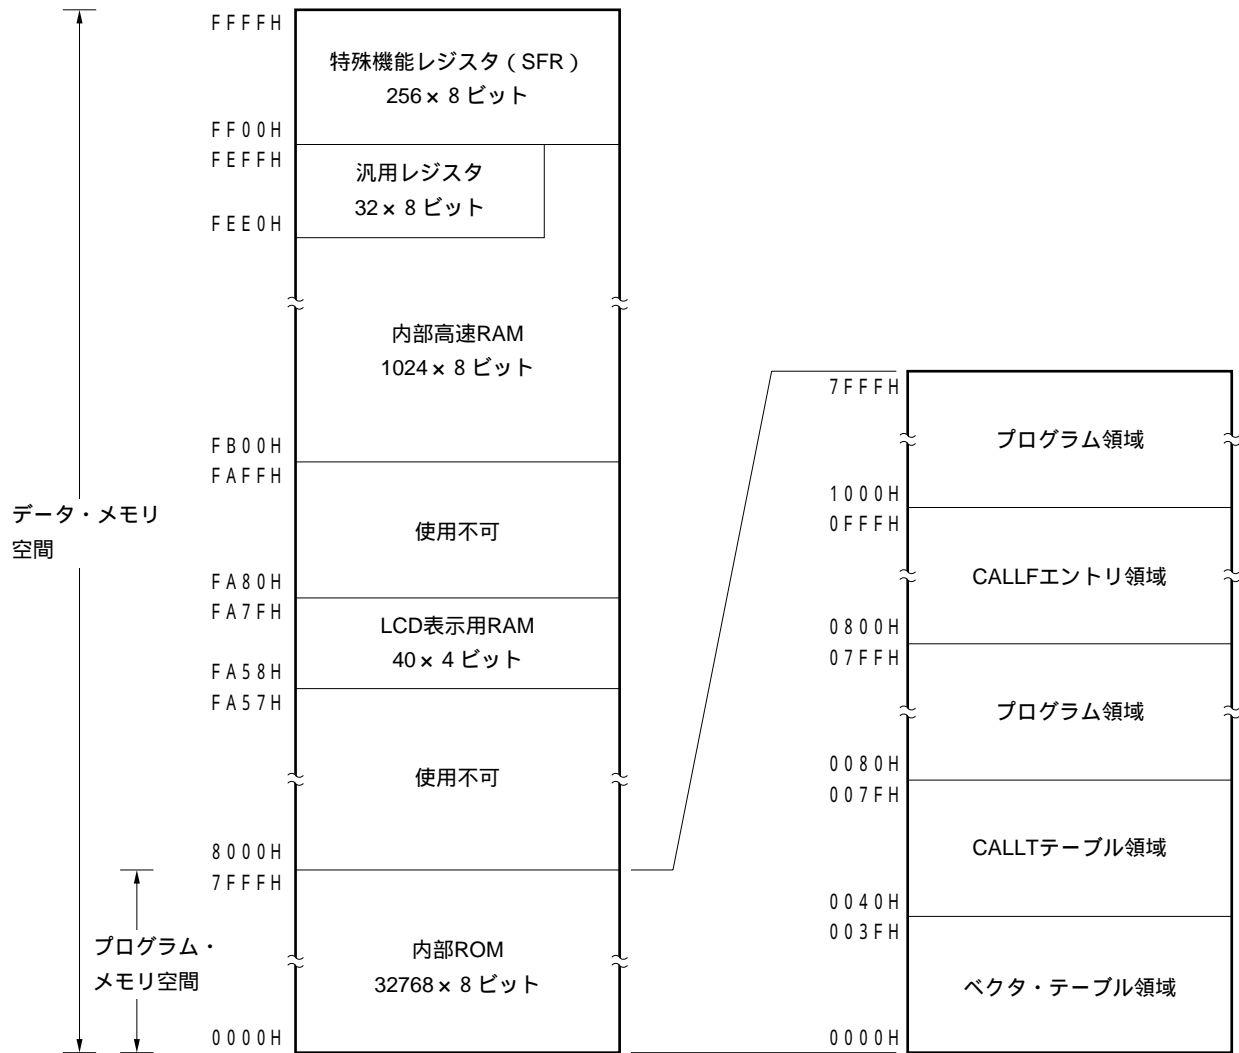 FFFFH
特殊機能レジスタ（SFR）
256×8ビット
FF00H
FEFFH
汎用レジスタ
32×8ビット
FEE0H
内部高速RAM
1024×8ビット
FB00H
FAFFH
データ・メモリ
空間
使用不可
FA80H
FA7FH
LCD表示用RAM
40×4ビット
FA58H
FA57H
使用不可
8000H
7FFFH
プログラム・
メモリ空間
内部ROM
32768×8ビット
0000H
7FFFH
プログラム領域
1000H
0FFFH
CALLFエントリ領域
0800H
07FFH
プログラム領域
0080H
007FH
CALLTテーブル領域
0040H
003FH
ベクタ・テーブル領域
0000H